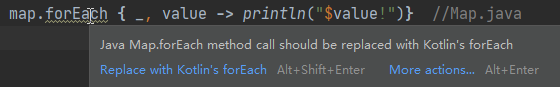 map.forEach { _, value -> println("$value!")} //Map.java
Java Map.forEach method call should be replaced with Kotlin's forEach
Replace with Kotlin's forEach Alt+Shift+Enter More actions... Alt+Enter